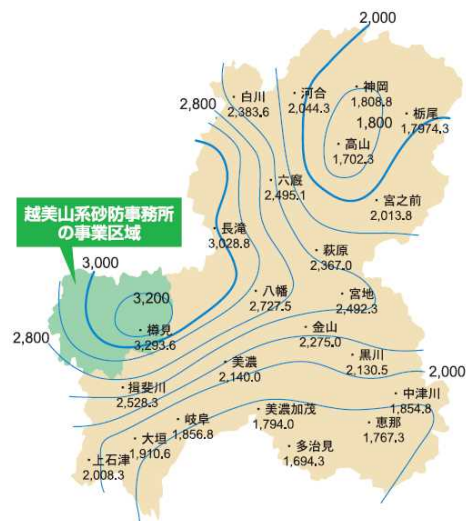 2,000
・神岡
1,808.8
・白川
2,383.6
・河合
2,044.3
2,800
・栃尾
1,7974.3
1,800
・高山
1,702.3
・六厩
2,495.1
・宮之前
2,013.8
越美山系砂防事務所
の事業区域
・長滝
3,028.8
・萩原
2,367.0
3,000
3,200
・八幡
2,727.5
・宮地
2,492.3
・樽見
3,293.6
・金山
2,275.0
2,800
・美濃
2,140.0
・黒川
2,130.5
2,000
・揖斐川
2,528.3
・中津川
1,854.8
・美濃加茂
1,794.0
・岐阜
1,856.8
・恵那
1,767.3
・大垣
1,910.6
・多治見
1,694.3
・上石津
2,008.3